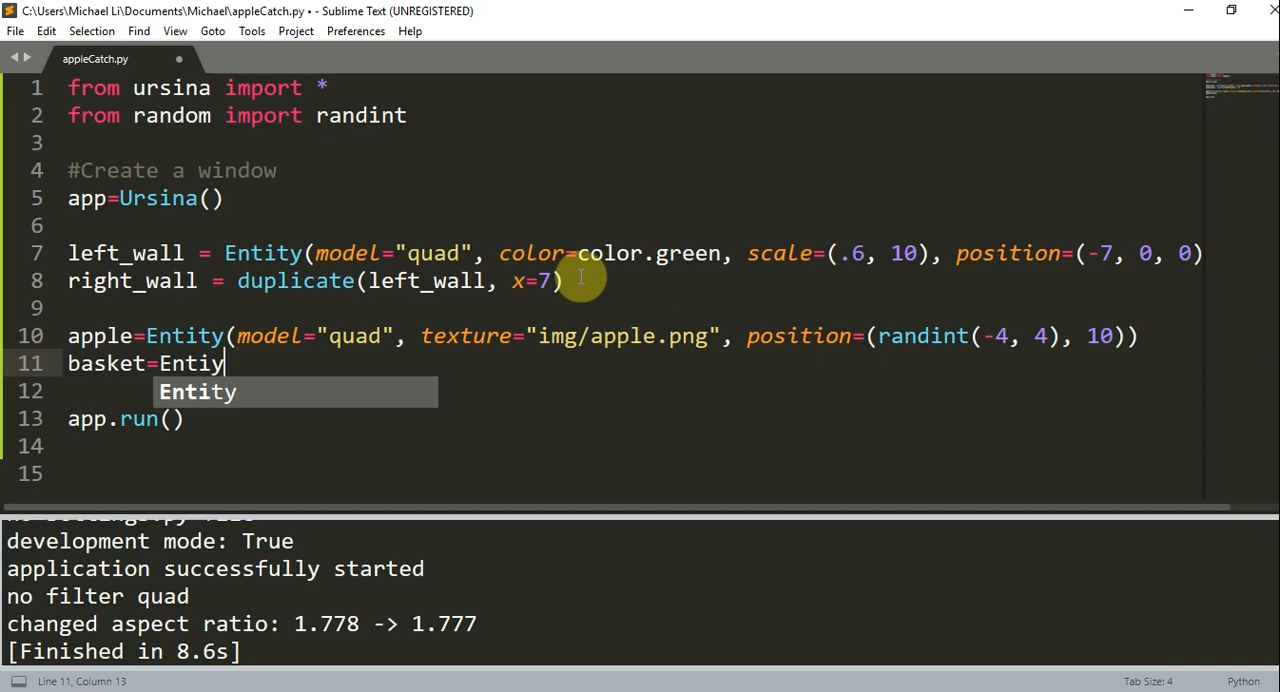 C:\Users\Michael Li\Documents\Michael\appleCatch.py • - Sublime Text (UNREGISTERED)
File Edit Selection Find View Goto Tools Project Preferences Help
appleCatch.py
1 from ursina import *
2 from random import randint
3
4 #Create a window
5 app=Ursina()
6
7 left_wall = Entity(model="quad", color=color.green, scale=(.6, 10), position=(-7, 0, 0)
8 right_wall = duplicate(left_wall, x=7)
9
10 apple=Entity(model="quad", texture="img/apple.png", position=(randint(-4, 4), 10))
11 basket=Entiy
12 Entity
13 app.run()
14
15
development mode: True
application successfully started
no filter quad
changed aspect ratio: 1.778 -> 1.777
[Finished in 8.6s]
Line 11, Column 13 Tab Size: 4 Python